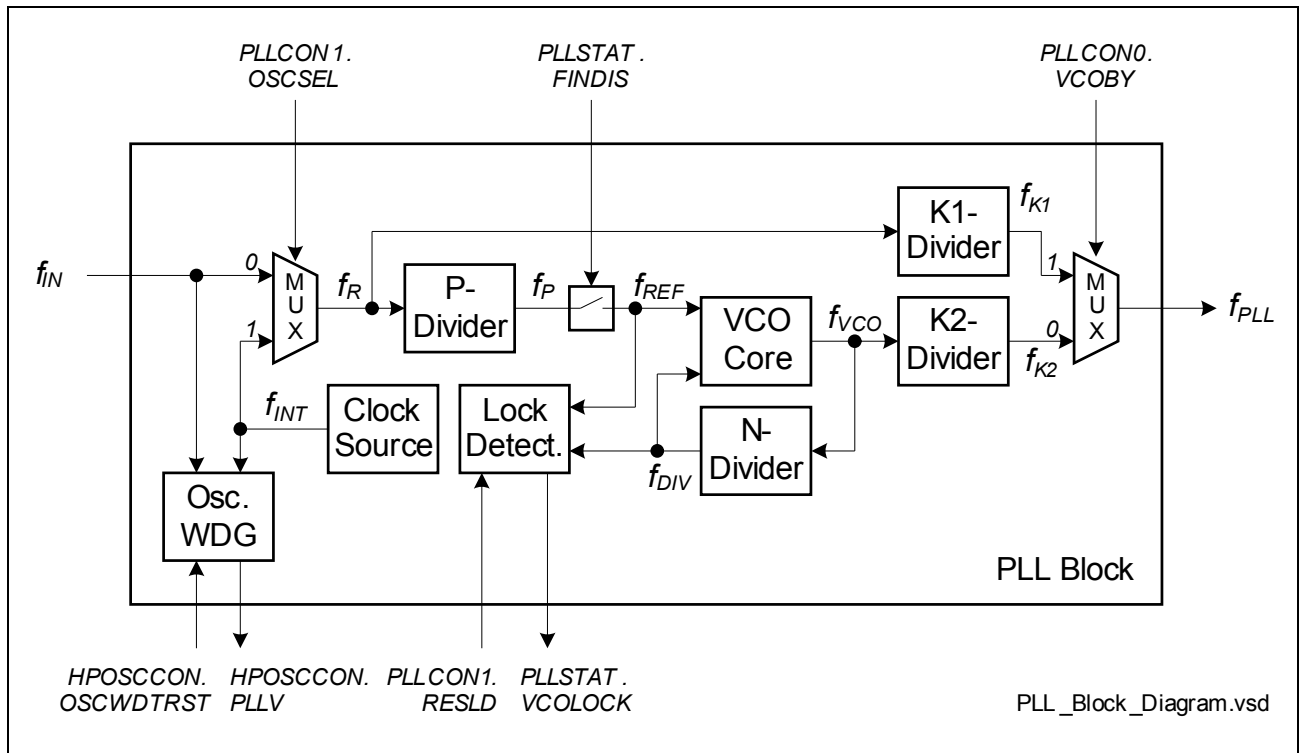 PLLCON1.
OSCSEL
PLLSTAT.
FINDIS
PLLCON0.
VCOBY
K1-
Divider
fK1
fIN
0
1
MUX
fR
P-
Divider
fP
fREF
VCO
Core
fVCO
K2-
Divider
fK2
1
0
MUX
fPLL
fINT
Clock
Source
Lock
Detect.
fDIV
N-
Divider
Osc.
WDG
PLL Block
HPOSCCON.
OSCWDTRST
HPOSCCON.
PLLV
PLLCON1.
RESLD
PLLSTAT.
VCOLOCK
PLL_Block_Diagram.vsd